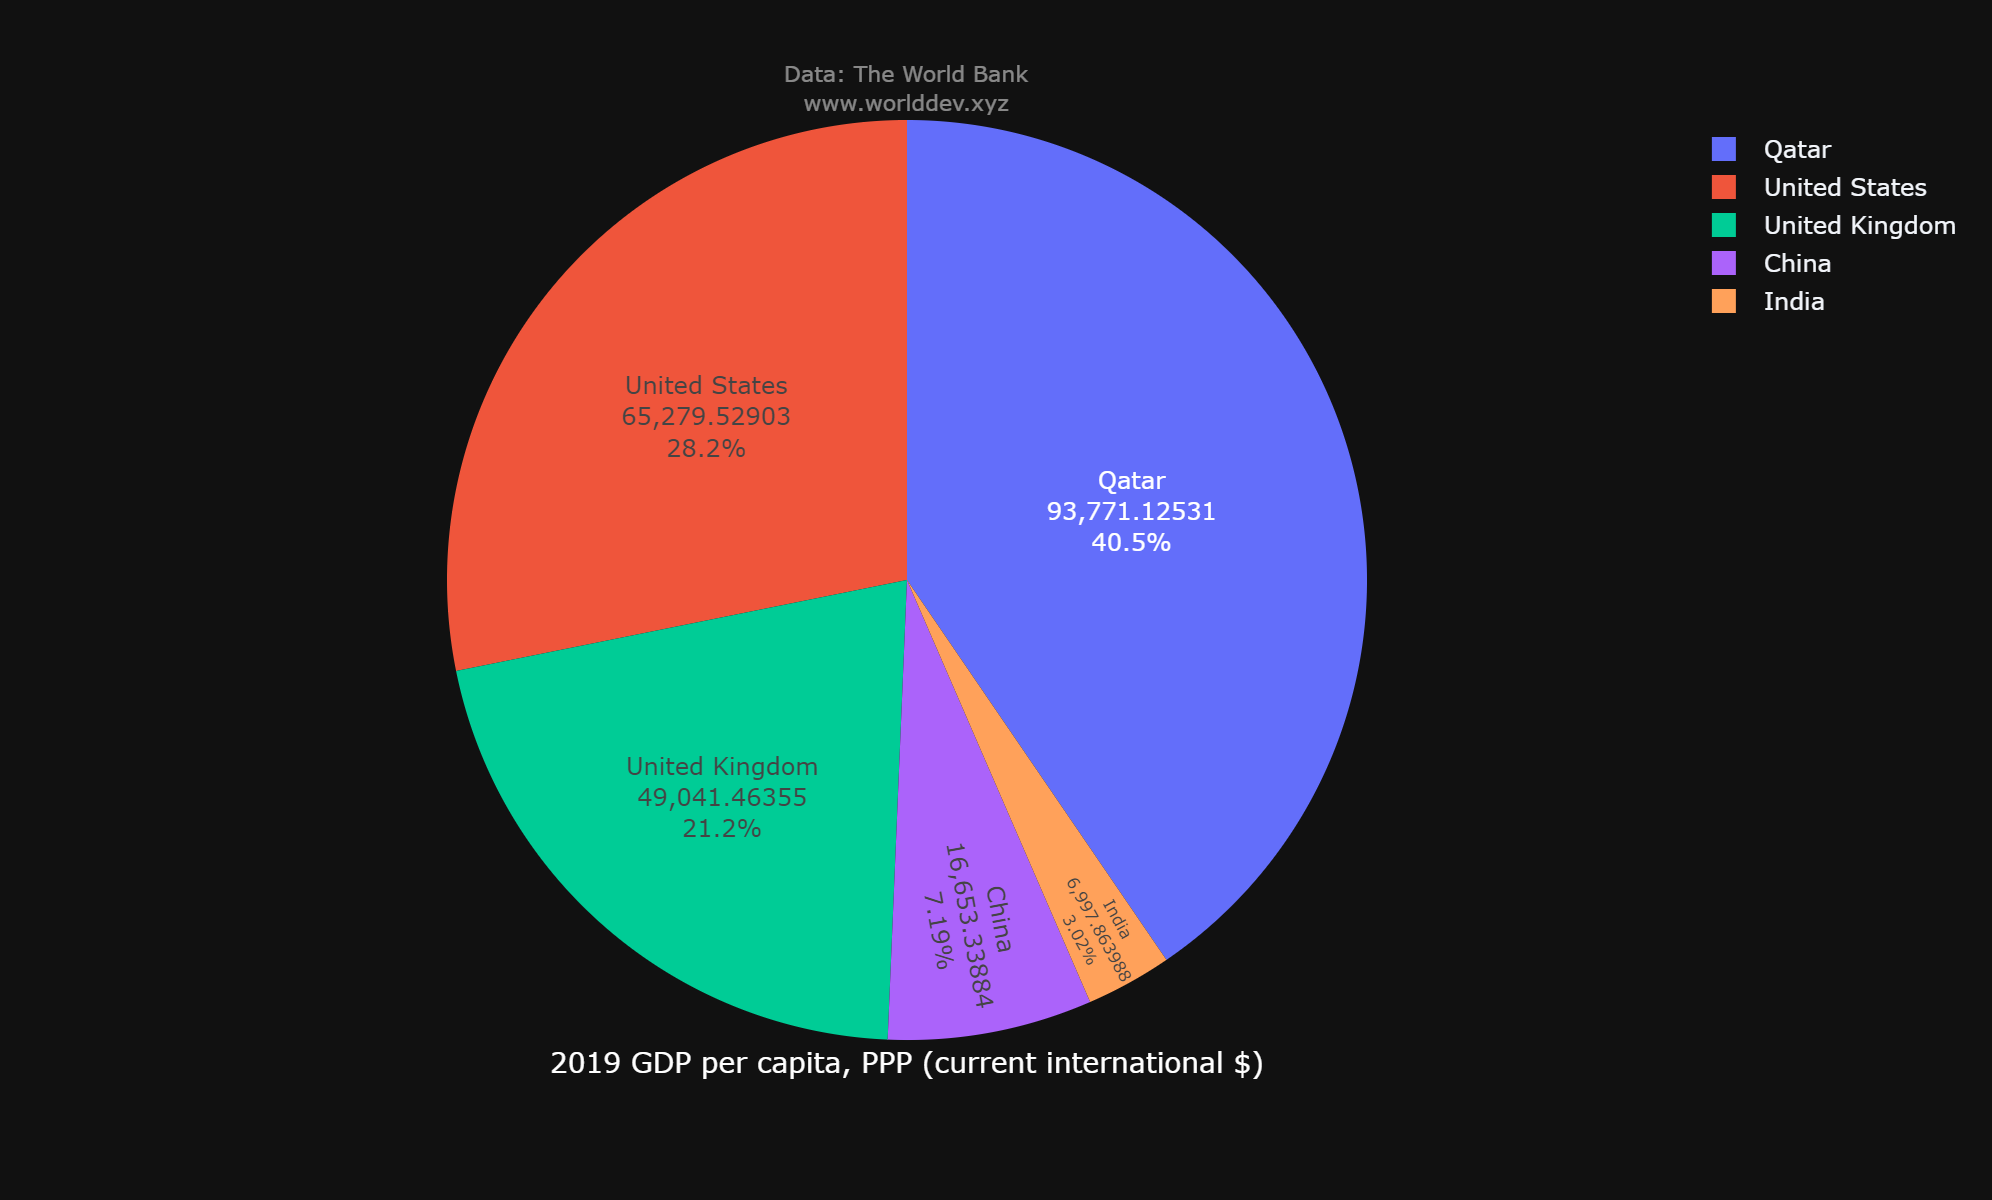 Data: The World Bank
www.worlddev.xyz
Qatar
United States
United Kingdom
China
India
United States
65,279.52903
28.2%
Qatar
93,771.12531
40.5%
United Kingdom
49,041.46355
21.2%
China
16,653.33884
7.19%
India
6,997.863988
3.02%
2019 GDP per capita, PPP (current international $)